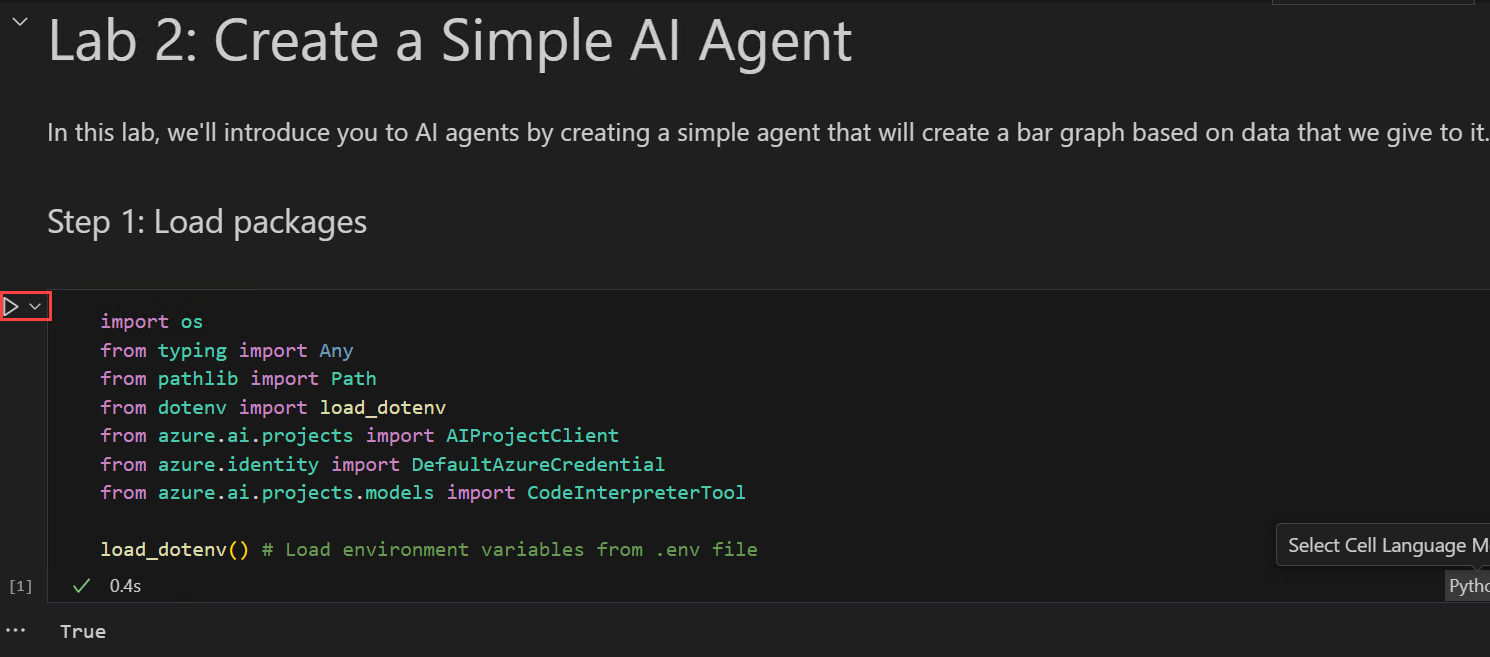 Lab 2: Create a Simple AI Agent
In this lab, we'll introduce you to AI agents by creating a simple agent that will create a bar graph based on data that we give to it.
Step 1: Load packages
import os
from typing import Any
from pathlib import Path
from dotenv import load_dotenv
from azure.ai.projects import AIProjectClient
from azure.identity import DefaultAzureCredential
from azure.ai.projects.models import CodeInterpreterTool
load_dotenv() # Load environment variables from .env file
Select Cell Language M
[1] 0.4s
Pytho
True